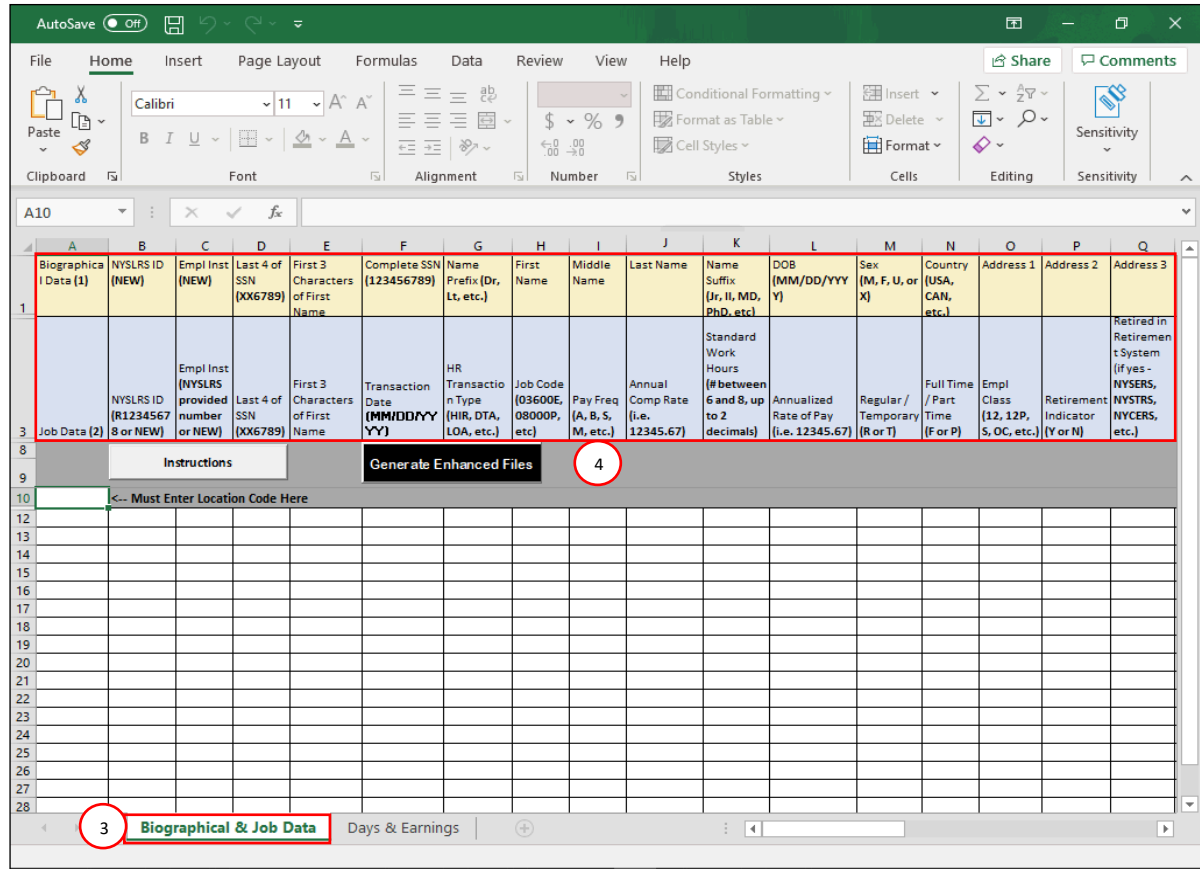 AutoSave Off
File Home Insert Page Layout Formulas Data Review View Help Share Comments
Paste
Calibri 11 A^ A˅ ab
B I U A $ % 9
Conditional Formatting
Format as Table
Cell Styles
Insert
Delete
Format
Sensitivity
Clipboard Font Alignment Number Styles Cells Editing Sensitivity
A10 fx
A B C D E F G H I J K L M N O P Q
1
Biographica
l Data (1)
NYSLRS ID
(NEW)
Empl Inst
(NEW)
Last 4 of
SSN
(XX6789)
First 3
Characters
of First
Name
Complete SSN
(123456789)
Name
Prefix (Dr,
Lt, etc.)
First
Name
Middle
Name
Last Name
Name
Suffix
(Jr, II, MD,
PhD, etc)
DOB
(MM/DD/YYY
Y)
Sex
(M, F, U, or
X)
Country
(USA,
CAN,
etc.)
Address 1
Address 2
Address 3
3
Job Data (2)
NYSLRS ID
(R1234567
8 or NEW)
Empl Inst
(NYSLRS
provided
number
or NEW)
Last 4 of
SSN
(XX6789)
First 3
Characters
of First
Name
Transaction
Date
(MM/DD/YY
YY)
HR
Transactio
n Type
(HIR, DTA,
LOA, etc.)
Job Code
(03600E,
08000P,
etc)
Pay Freq
(A, B, S,
M, etc.)
Annual
Comp Rate
(i.e.
12345.67)
Standard
Work
Hours
(# between
6 and 8, up
to 2
decimals)
Annualized
Rate of Pay
(i.e. 12345.67)
Regular /
Temporary
(R or T)
Full Time
/ Part
Time
(F or P)
Empl
Class
(12, 12P,
S, OC, etc.)
Retirement
Indicator
(Y or N)
Retired in
Retiremen
t System
(if yes -
NYSERS,
NYSTRS,
NYCERS,
etc.)
8
Instructions Generate Enhanced Files 4
9
10 <-- Must Enter Location Code Here
12
13
14
15
16
17
18
19
20
21
22
23
24
25
26
27
28
3 Biographical & Job Data Days & Earnings